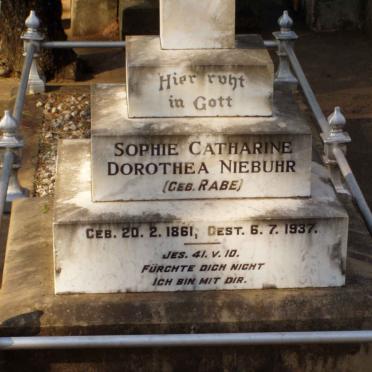 Hier ruht
in Gott
SOPHIE CATHARINE
DOROTHEA NIEBUHR
(GEB. RABE)
GEB. 20. 2. 1861, GEST. 6. 7. 1937.
JES. 41. V. 10.
FÜRCHTE DICH NICHT
ICH BIN MIT DIR.